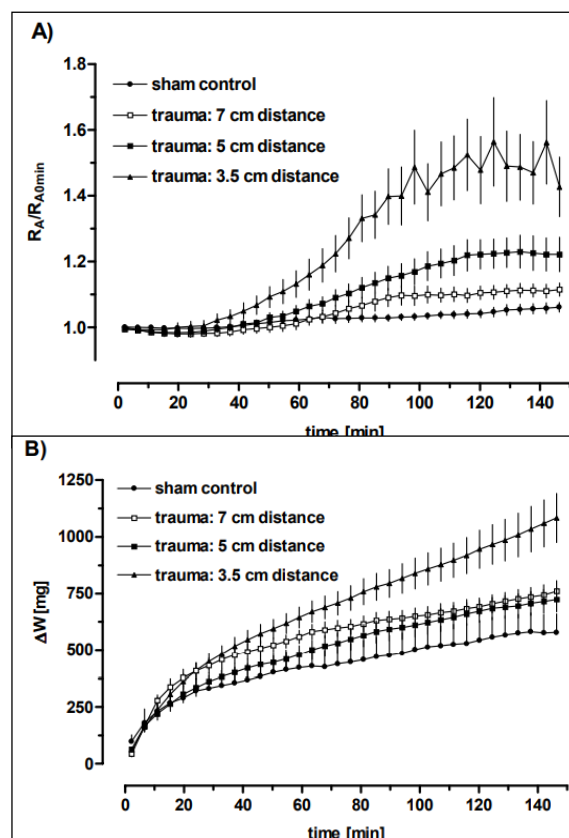 A)
1.8
sham control
trauma: 7 cm distance
1.6
trauma: 5 cm distance
trauma: 3.5 cm distance
1.4
RA/RA0min
1.2
1.0
0 20 40 60 80 100 120 140
time [min]
B)
1250
sham control
trauma: 7 cm distance
1000
trauma: 5 cm distance
trauma: 3.5 cm distance
750
ΔW [mg]
500
250
0
0 20 40 60 80 100 120 140
time [min]